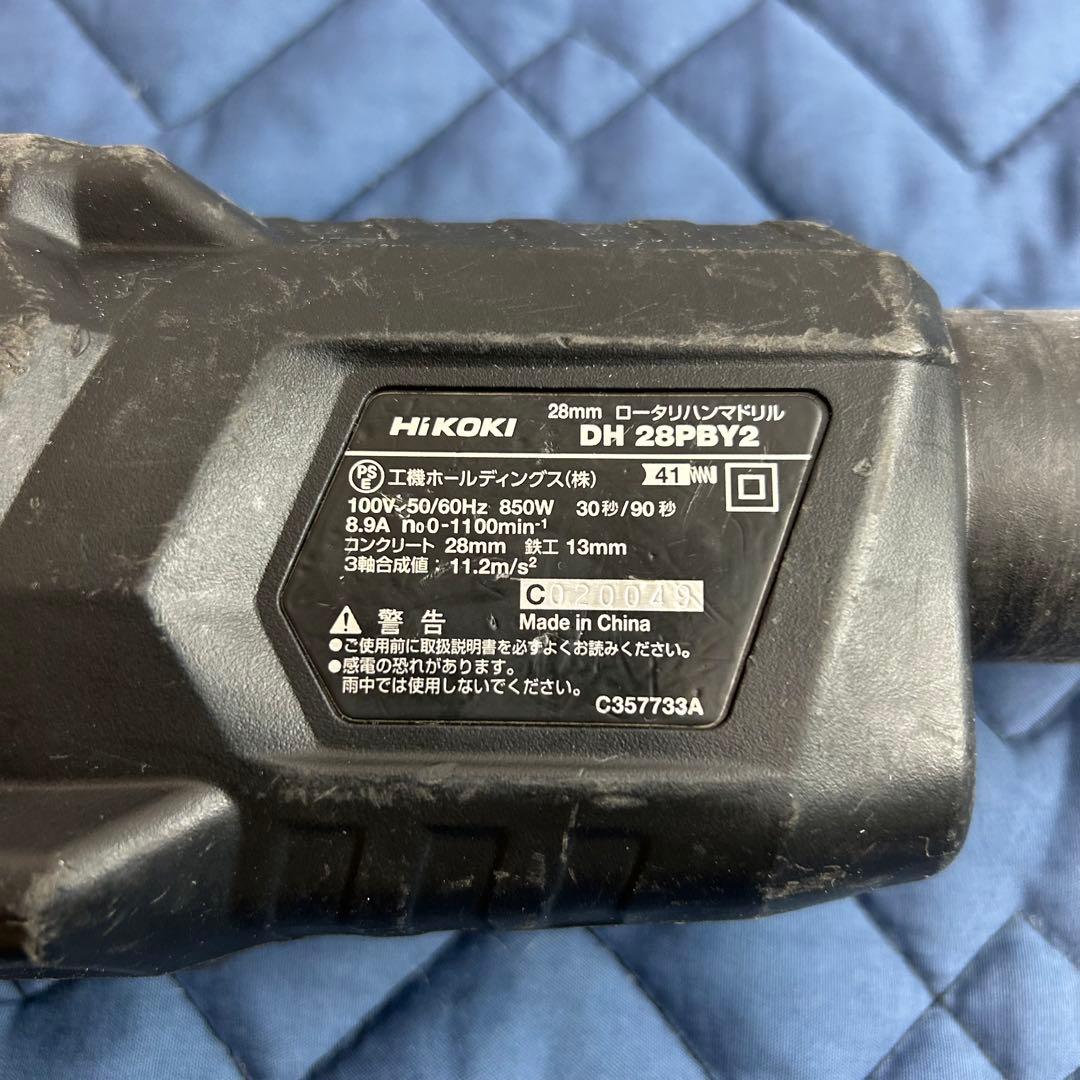 HiKOKI
28mm ロータリハンマドリル
DH 28PBY2
PSE 工機ホールディングス(株) 41
100V~50/60Hz 850W 30秒/90秒
8.9A n₀0-1100min⁻¹
コンクリート 28mm 鉄工 13mm
3軸合成値：11.2m/s²
C020049
Made in China
⚠ 警告
●ご使用前に取扱説明書を必ずよくお読みください。
●感電の恐れがあります。
雨中では使用しないでください。
C357733A